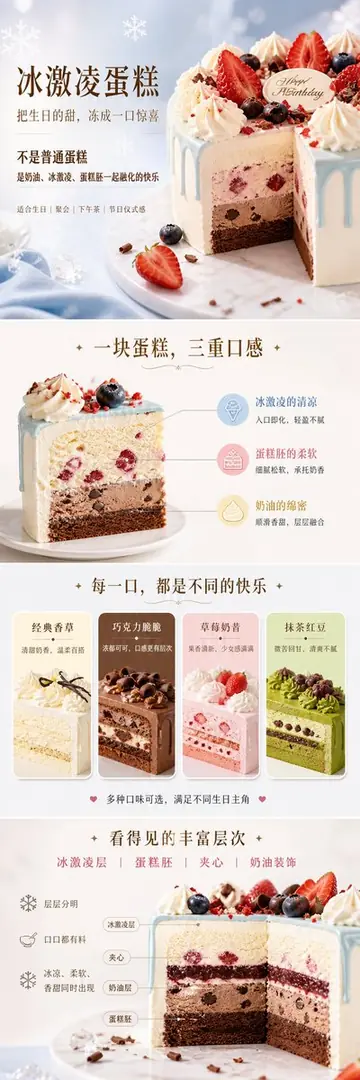 冰激凌蛋糕
把生日的甜，冻成一口惊喜
不是普通蛋糕
是奶油、冰激凌、蛋糕胚一起融化的快乐
适合生日 | 聚会 | 下午茶 | 节日仪式感
Happy
Birthday
一块蛋糕，三重口感
冰激凌的清凉
入口即化，轻盈不腻
蛋糕胚的柔软
细腻松软，承托奶香
奶油的绵密
顺滑香甜，层层融合
每一口，都是不同的快乐
经典香草
清甜奶香，温柔百搭
巧克力脆脆
浓郁可可，口感更有层次
草莓奶昔
果香清新，少女感满满
抹茶红豆
微苦回甘，清爽不腻
多种口味可选，满足不同生日主角
看得见的丰富层次
冰激凌层 | 蛋糕胚 | 夹心 | 奶油装饰
层层分明
口口都有料
冰凉、柔软、
香甜同时出现
冰激凌层
夹心
奶油层
蛋糕胚